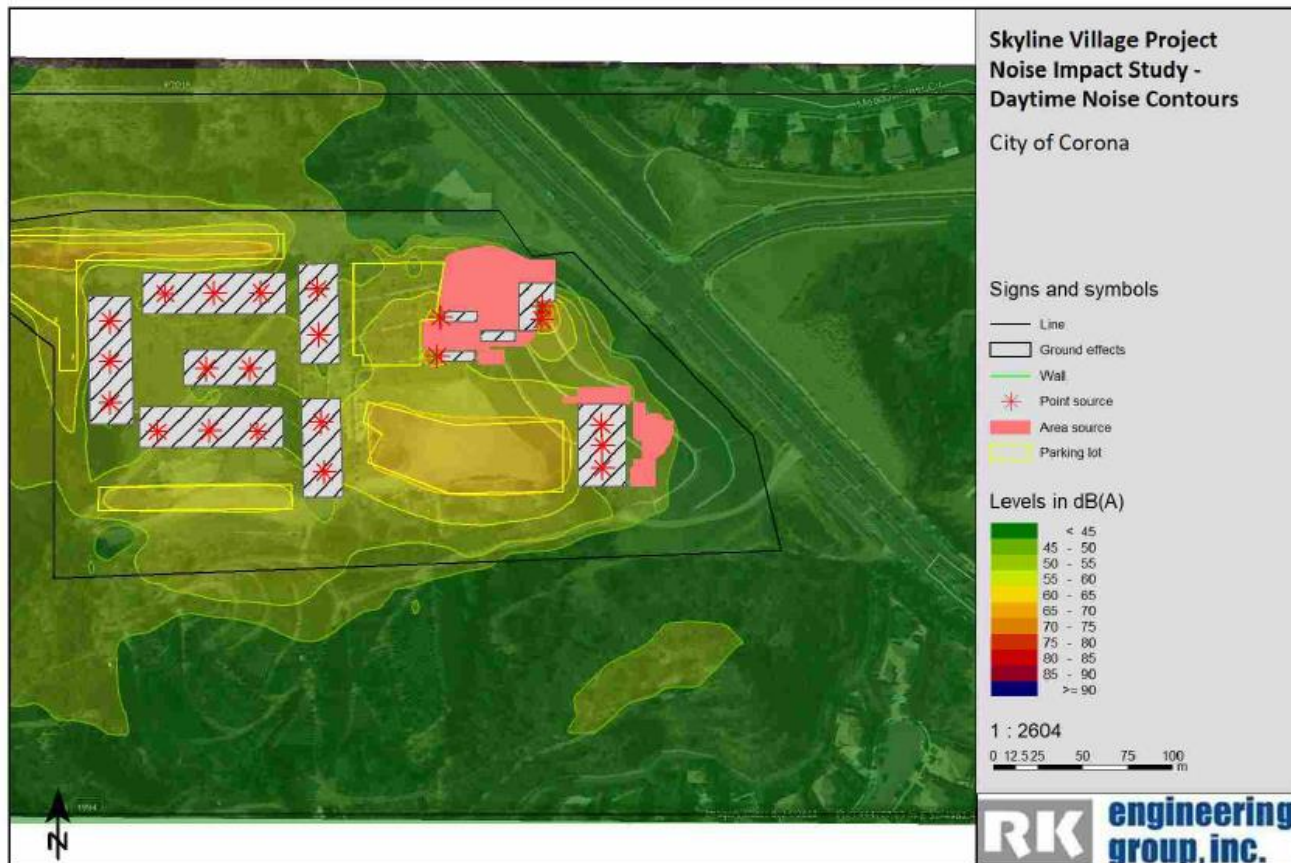 Skyline Village Project
Noise Impact Study -
Daytime Noise Contours
City of Corona
Signs and symbols
Line
Ground effects
Wall
Point source
Area source
Parking lot
Levels in dB(A)
< 45
45 - 50
50 - 55
55 - 60
60 - 65
65 - 70
70 - 75
75 - 80
80 - 85
85 - 90
>= 90
1 : 2604
0 12.5 25 50 75 100
m
1994
N
RK engineering
group, inc.